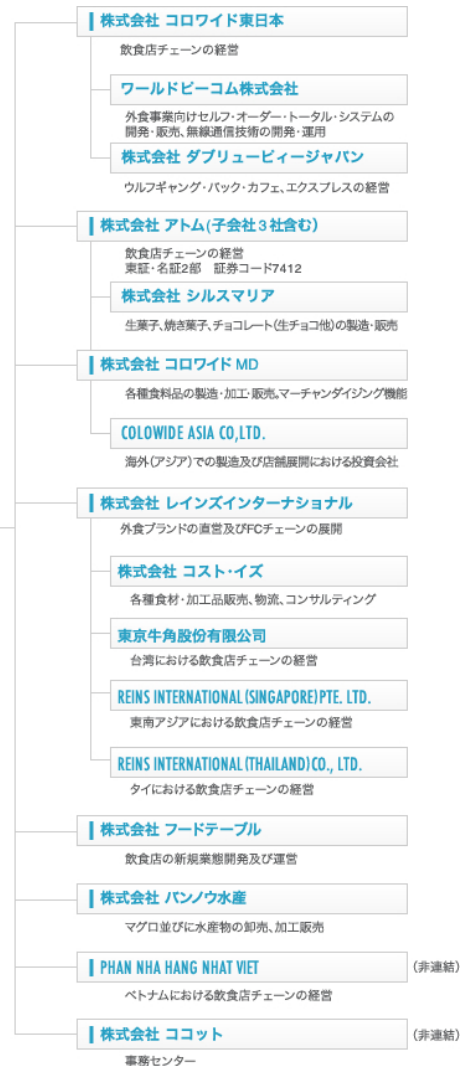 株式会社 コロワイド東日本
飲食店チェーンの経営
ワールドピーコム株式会社
外食事業向けセルフ・オーダー・トータル・システムの
開発・販売、無線通信技術の開発・運用
株式会社 ダブリューピィージャパン
ウルフギャング・パック・カフェ、エクスプレスの経営
株式会社 アトム(子会社3社含む)
飲食店チェーンの経営
東証・名証2部 証券コード7412
株式会社 シルスマリア
生菓子、焼き菓子、チョコレート(生チョコ他)の製造・販売
株式会社 コロワイド MD
各種食料品の製造・加工・販売。マーチャンダイジング機能
COLOWIDE ASIA CO,LTD.
海外(アジア)での製造及び店舗展開における投資会社
株式会社 レインズインターナショナル
外食ブランドの直営及びFCチェーンの展開
株式会社 コスト・イズ
各種食材・加工品販売、物流、コンサルティング
東京牛角股份有限公司
台湾における飲食店チェーンの経営
REINS INTERNATIONAL (SINGAPORE) PTE. LTD.
東南アジアにおける飲食店チェーンの経営
REINS INTERNATIONAL (THAILAND) CO., LTD.
タイにおける飲食店チェーンの経営
株式会社 フードテーブル
飲食店の新規業態開発及び運営
株式会社 バンノウ水産
マグロ並びに水産物の卸売、加工販売
PHAN NHA HANG NHAT VIET (非連結)
ベトナムにおける飲食店チェーンの経営
株式会社 ココット (非連結)
事務センター